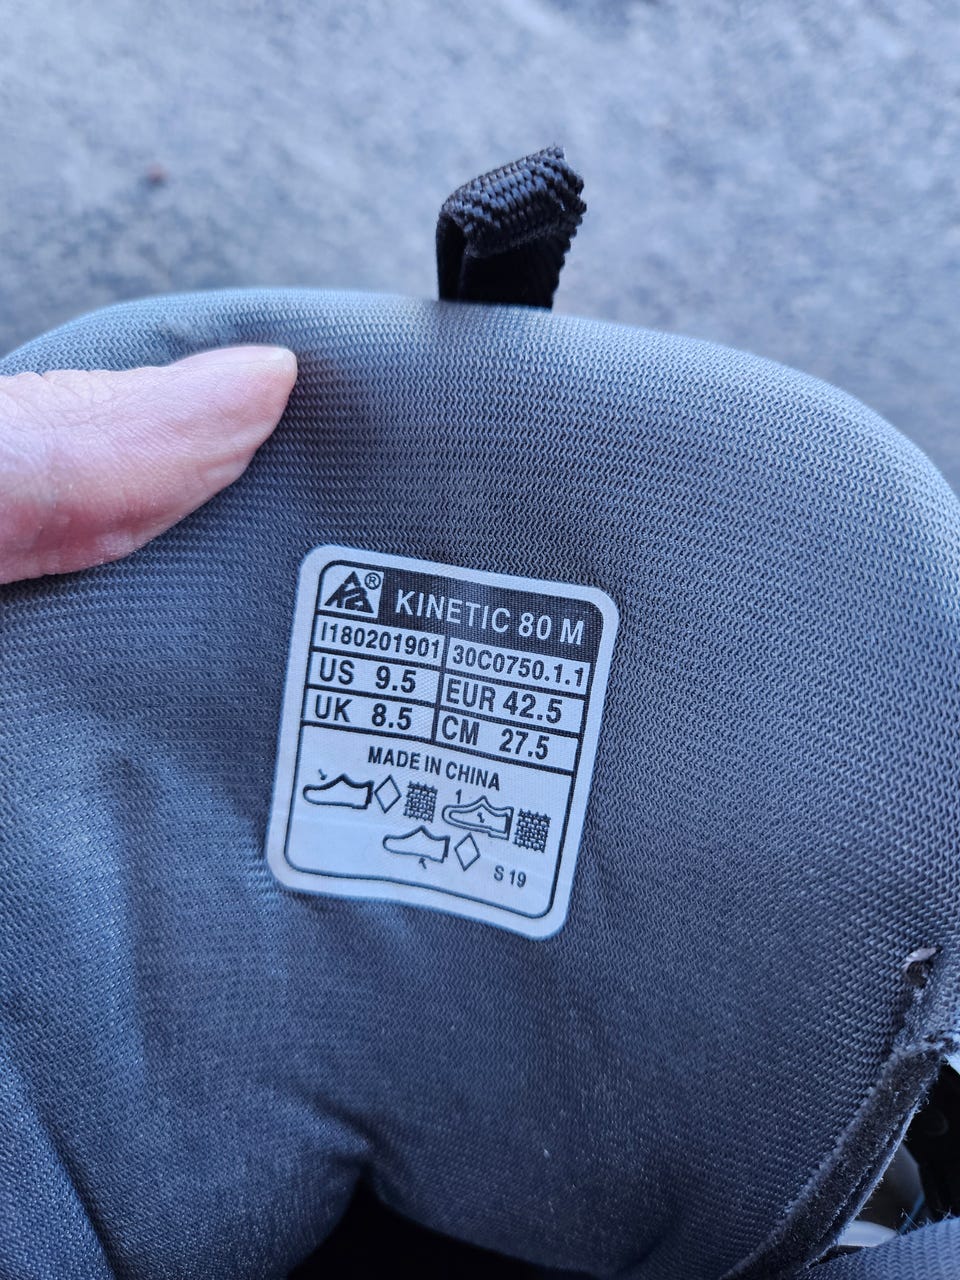 ® KINETIC 80 M
I180201901 30C0750.1.1
US 9.5 EUR 42.5
UK 8.5 CM 27.5
MADE IN CHINA
1
S 19